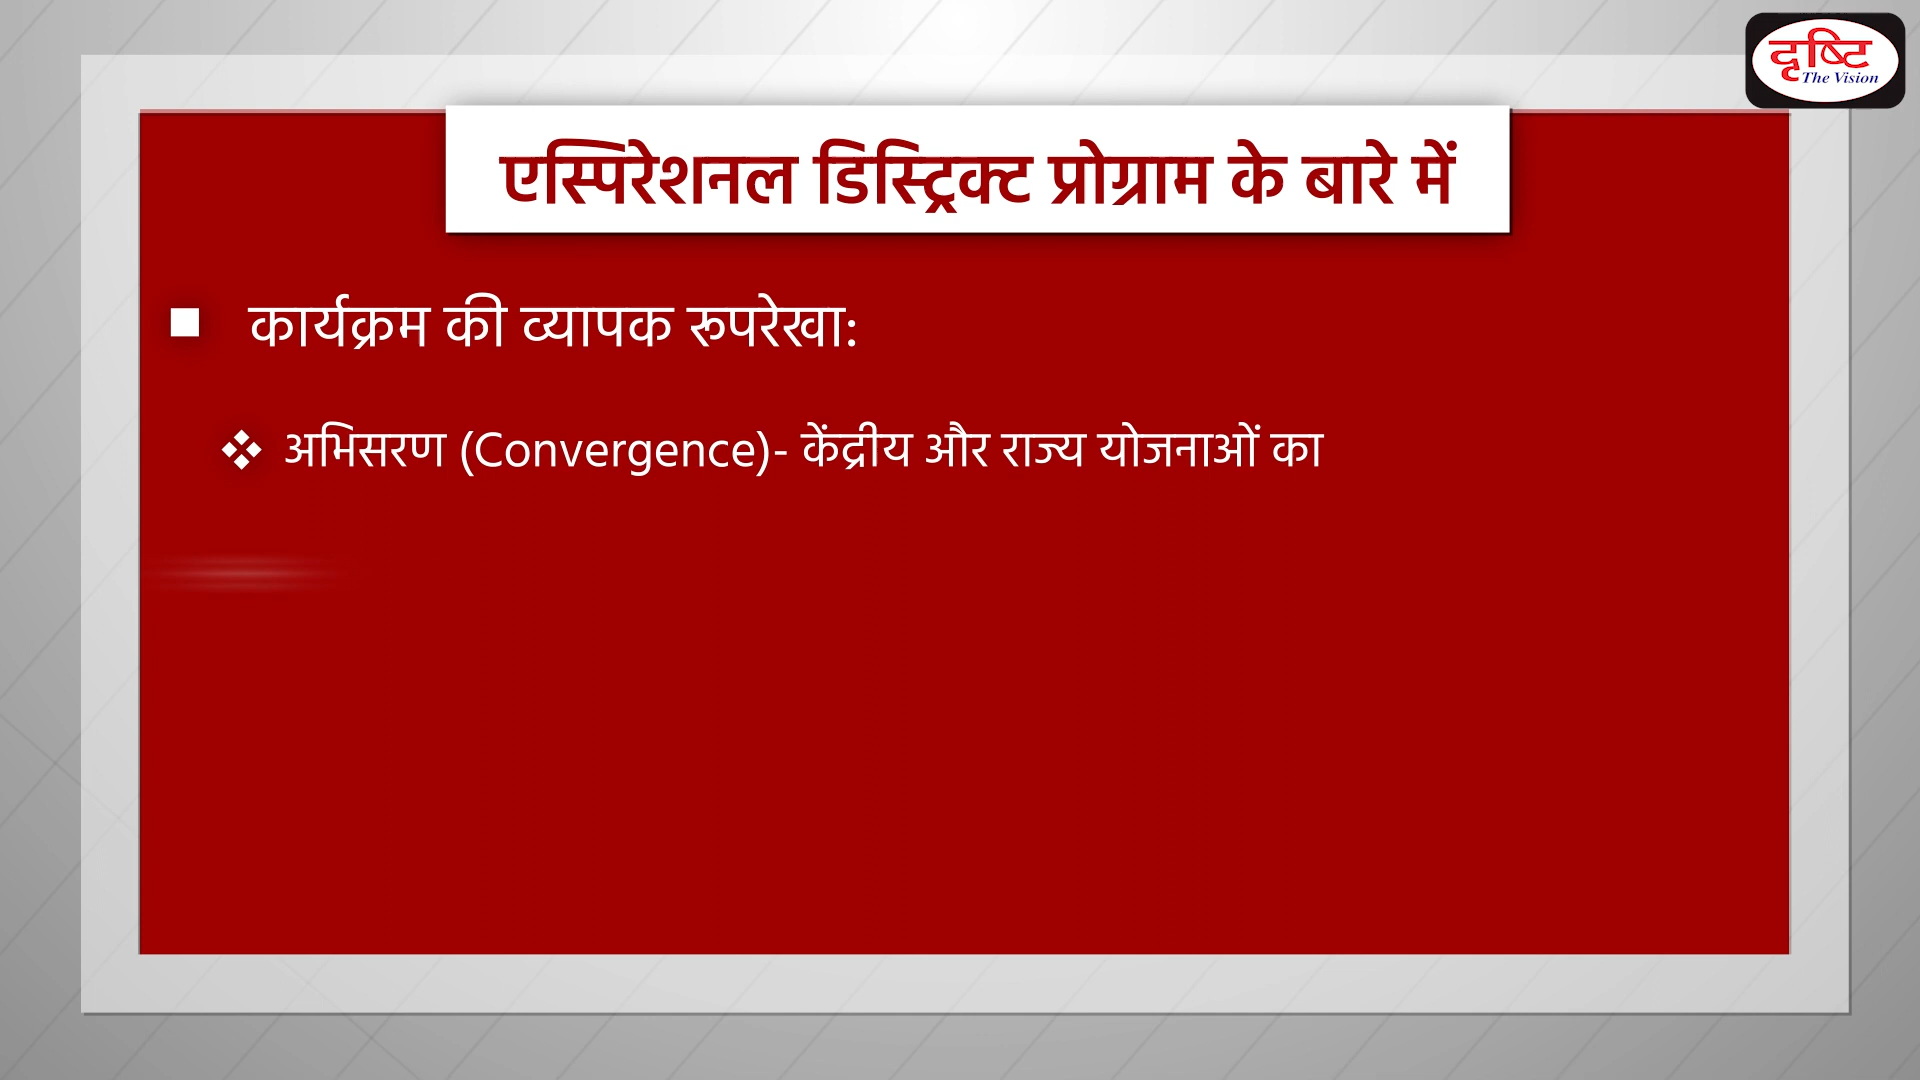 दृष्टि
The Vision
एस्पिरेशनल डिस्ट्रिक्ट प्रोग्राम के बारे में
■ कार्यक्रम की व्यापक रूपरेखा:
❖ अभिसरण (Convergence)- केंद्रीय और राज्य योजनाओं का